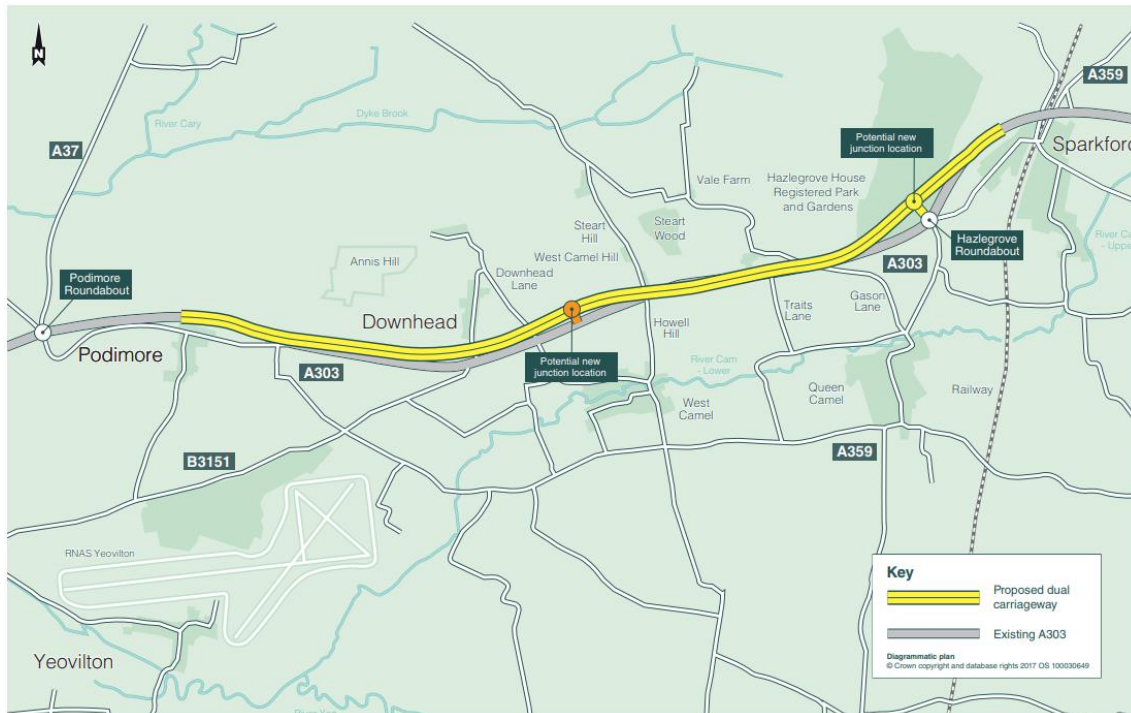 N
A359
River Cary
Dyke Brook
A37
Potential new
junction location
Sparkford
Vale Farm
Hazlegrove House
Registered Park
and Gardens
Steart
Hill
Steart
Wood
Hazlegrove
Roundabout
Podimore
Roundabout
Annis Hill
West Camel Hill
Downhead
Lane
A303
Downhead
Traits
Lane
Gason
Lane
Howell
Hill
Podimore
A303
Potential new
junction location
River Cam
- Lower
West
Camel
Queen
Camel
Railway
B3151
A359
RNAS Yeovilton
Yeovilton
Key
Proposed dual
carriageway
Existing A303
Diagrammatic plan
© Crown copyright and database rights 2017 OS 100030649